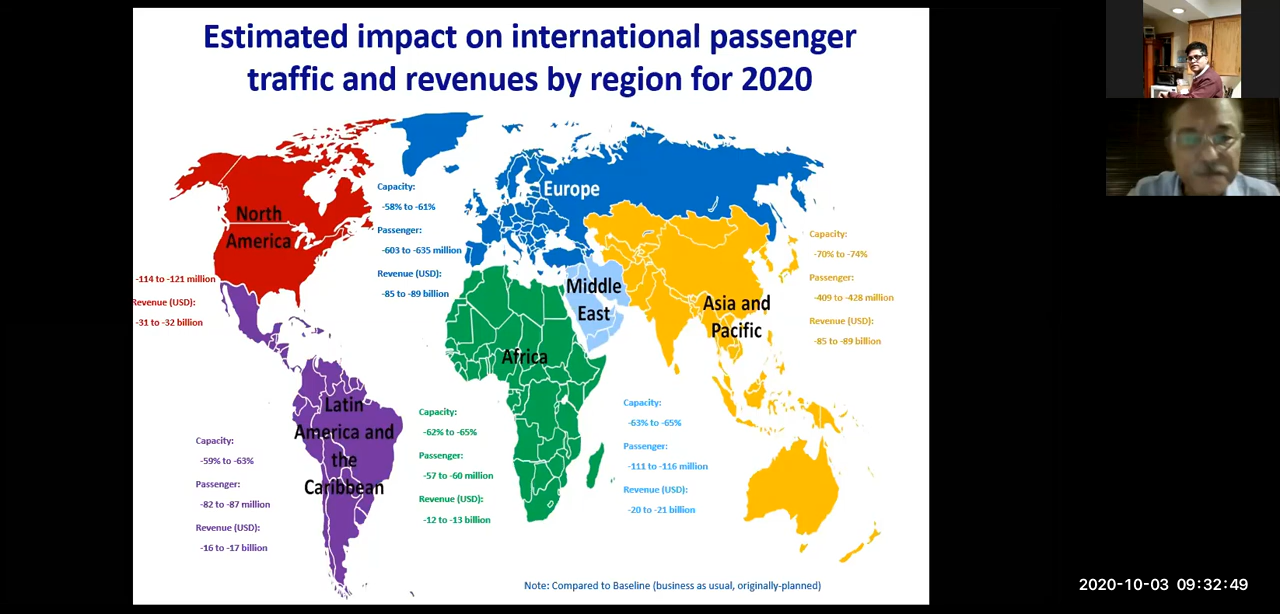 Estimated impact on international passenger
traffic and revenues by region for 2020
North
America
-114 to -121 million
Revenue (USD):
-31 to -32 billion
Capacity:
-58% to -61%
Passenger:
-603 to -635 million
Revenue (USD):
-85 to -89 billion
Europe
Middle
East
Asia and
Pacific
Capacity:
-70% to -74%
Passenger:
-409 to -428 million
Revenue (USD):
-85 to -89 billion
Africa
Latin
America and
the
Caribbean
Capacity:
-59% to -63%
Passenger:
-82 to -87 million
Revenue (USD):
-16 to -17 billion
Capacity:
-62% to -65%
Passenger:
-57 to -60 million
Revenue (USD):
-12 to -13 billion
Capacity:
-63% to -65%
Passenger:
-111 to -116 million
Revenue (USD):
-20 to -21 billion
Note: Compared to Baseline (business as usual, originally-planned)
2020-10-03 09:32:49